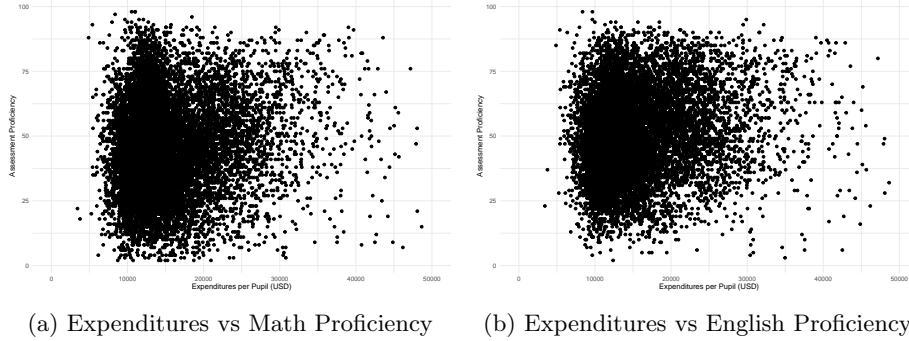 100
75
50
25
0
Assessment Proficiency
0 10000 20000 30000 40000 50000
Expenditures per Pupil (USD)
(a) Expenditures vs Math Proficiency
100
75
50
25
0
Assessment Proficiency
0 10000 20000 30000 40000 50000
Expenditures per Pupil (USD)
(b) Expenditures vs English Proficiency